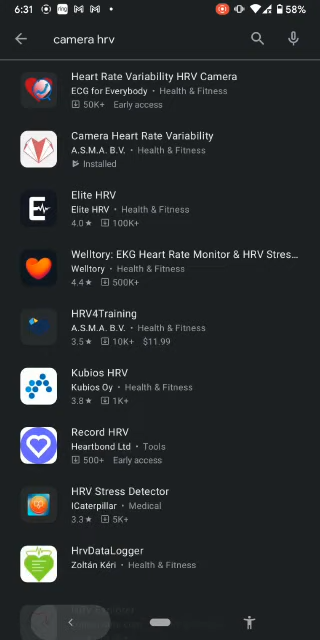 6:31 ring 58%
camera hrv
Heart Rate Variability HRV Camera
ECG for Everybody • Health & Fitness
50K+ Early access
Camera Heart Rate Variability
A.S.M.A. B.V. • Health & Fitness
Installed
Elite HRV
Elite HRV • Health & Fitness
4.0★ 100K+
Welltory: EKG Heart Rate Monitor & HRV Stres...
Welltory • Health & Fitness
4.4★ 500K+
HRV4Training
A.S.M.A. B.V. • Health & Fitness
3.5★ 10K+ $11.99
Kubios HRV
Kubios Oy • Health & Fitness
3.8★ 1K+
Record HRV
Heartbond Ltd • Tools
500+ Early access
HRV Stress Detector
ICaterpillar • Medical
3.3★ 5K+
HrvDataLogger
Zoltán Kéri • Health & Fitness